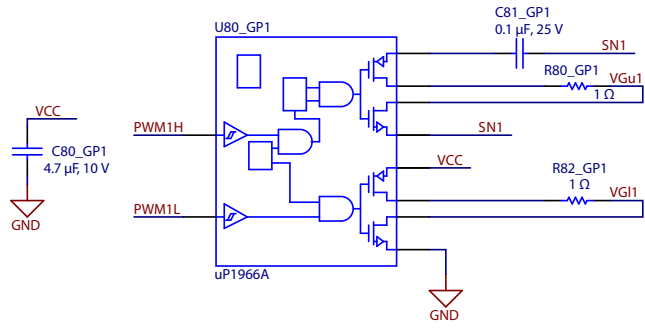 C81_GP1
0.1 µF, 25 V
SN1
U80_GP1
R80_GP1
VGu1
1 Ω
VCC
PWM1H
SN1
C80_GP1
4.7 µF, 10 V
VCC
R82_GP1
1 Ω
VGl1
PWM1L
GND
uP1966A
GND